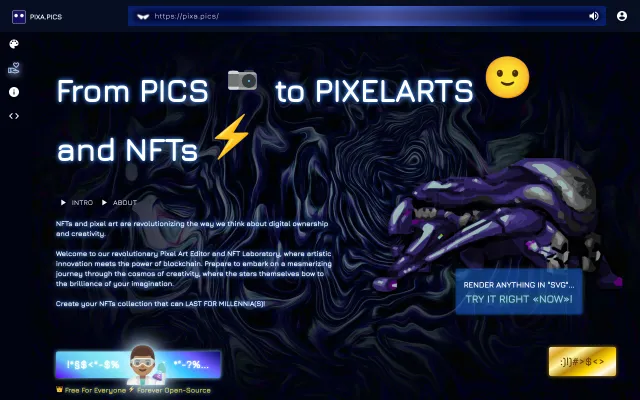 PIXA.PICS
https://pixa.pics/
From PICS to PIXELARTS
and NFTs
INTRO ABOUT
NFTs and pixel art are revolutionizing the way we think about digital ownership
and creativity...
Welcome to our revolutionary Pixel Art Editor and NFT Laboratory, where artistic
innovation meets the power of blockchain. Prepare to embark on a mesmerizing
journey through the cosmos of creativity, where the stars themselves bow to
the brilliance of your imagination.
Create your NFTs collection that can LAST FOR MILLENNIA(S)!
RENDER ANYTHING IN "SVG"...
TRY IT RIGHT «NOW»!
Free For Everyone Forever Open-Source